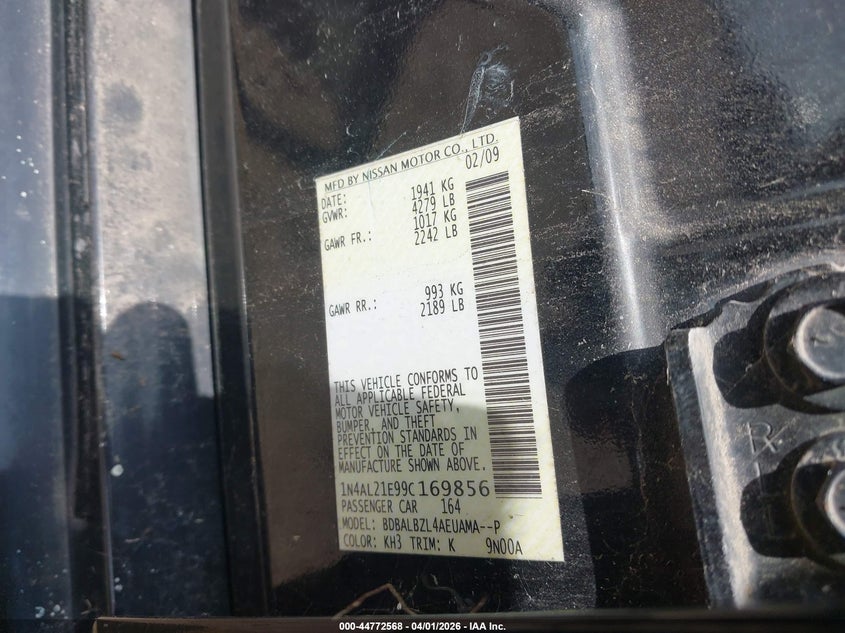 MFD BY NISSAN MOTOR CO., LTD.
DATE: 02/09
GVWR: 1941 KG
4279 LB
GAWR FR.: 1017 KG
2242 LB
GAWR RR.: 993 KG
2189 LB
THIS VEHICLE CONFORMS TO
ALL APPLICABLE FEDERAL
MOTOR VEHICLE SAFETY,
BUMPER, AND THEFT
PREVENTION STANDARDS IN
EFFECT ON THE DATE OF
MANUFACTURE SHOWN ABOVE.
1N4AL21E99C169856
PASSENGER CAR 164
MODEL: BDBALBZL4AEUAMA--P
COLOR: KH3 TRIM: K 9N00A
R
000-44772568 - 04/01/2026 - IAA Inc.